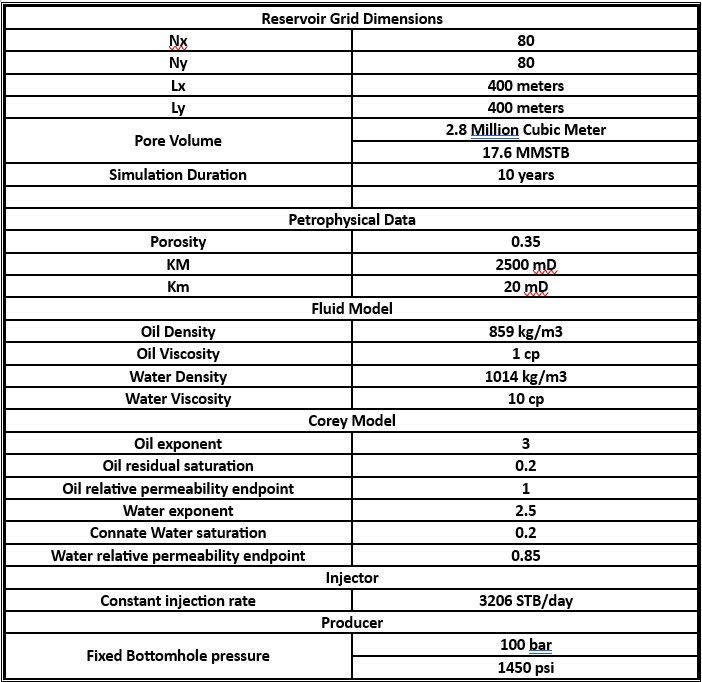 Reservoir Grid Dimensions
Nx 80
Ny 80
Lx 400 meters
Ly 400 meters
Pore Volume 2.8 Million Cubic Meter
17.6 MMSTB
Simulation Duration 10 years
Petrophysical Data
Porosity 0.35
KM 2500 mD
Km 20 mD
Fluid Model
Oil Density 859 kg/m3
Oil Viscosity 1 cp
Water Density 1014 kg/m3
Water Viscosity 10 cp
Corey Model
Oil exponent 3
Oil residual saturation 0.2
Oil relative permeability endpoint 1
Water exponent 2.5
Connate Water saturation 0.2
Water relative permeability endpoint 0.85
Injector
Constant injection rate 3206 STB/day
Producer
Fixed Bottomhole pressure 100 bar
1450 psi